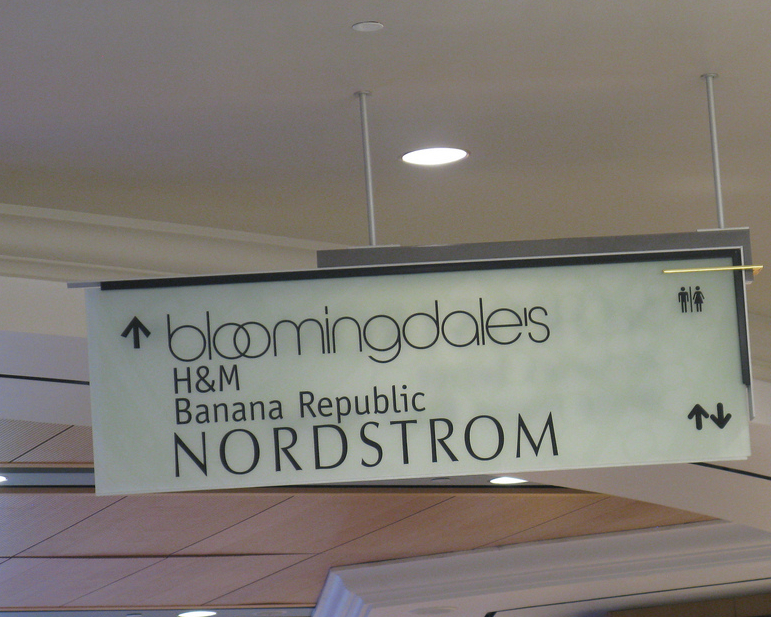 bloomingdale's
H&M
Banana Republic
NORDSTROM